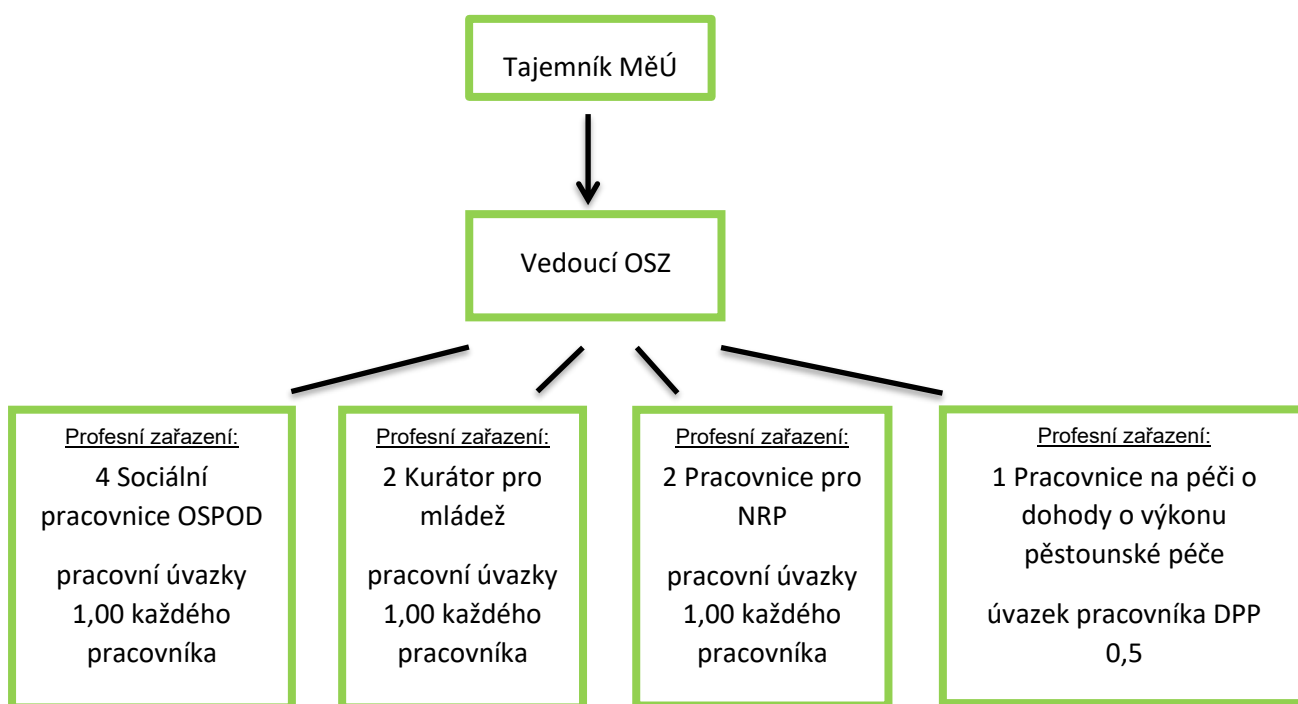 Tajemník MěÚ
Vedoucí OSZ
Profesní zařazení:
4 Sociální
pracovnice OSPOD
pracovní úvazky
1,00 každého
pracovníka
Profesní zařazení:
2 Kurátor pro
mládež
pracovní úvazky
1,00 každého
pracovníka
Profesní zařazení:
2 Pracovnice pro
NRP
pracovní úvazky
1,00 každého
pracovníka
Profesní zařazení:
1 Pracovnice na péči o
dohody o výkonu
pěstounské péče
úvazek pracovníka DPP
0,5